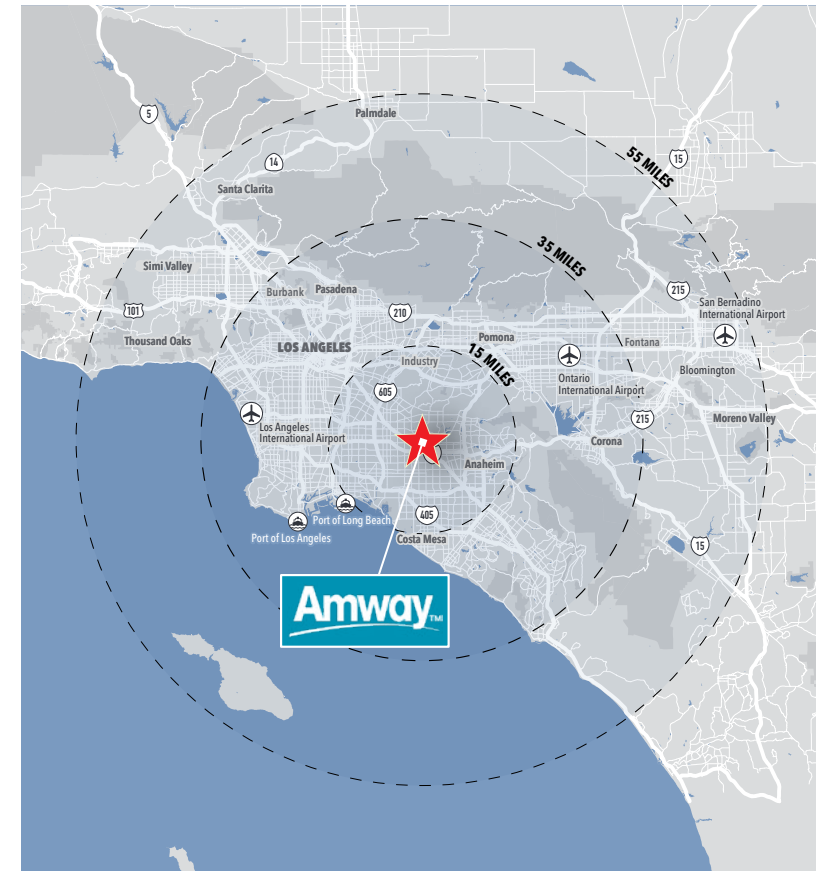 Palmdale
5
55 MILES
15
14
Santa Clarita
35 MILES
Simi Valley
215
Burbank
Pasadena
San Bernadino
International Airport
101
210
Thousand Oaks
LOS ANGELES
Pomona
Fontana
15 MILES
Industry
Ontario
International Airport
Bloomington
605
Los Angeles
International Airport
215
Moreno Valley
Corona
Anaheim
Port of Long Beach
405
Port of Los Angeles
Costa Mesa
15
Amway TM